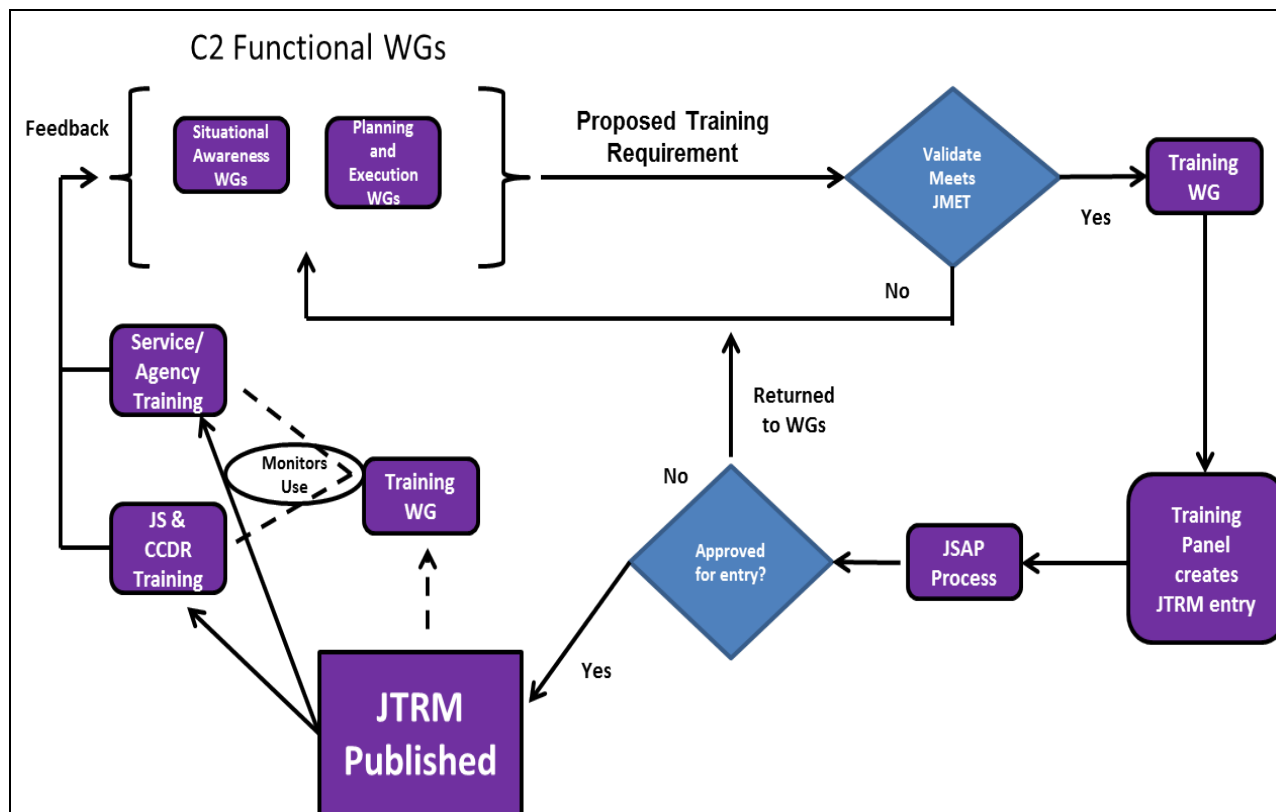 C2 Functional WGs
Feedback
Situational
Awareness
WGs
Planning
and
Execution
WGs
Proposed Training
Requirement
Validate
Meets
JMET
Yes
Training
WG
No
Service/
Agency
Training
Returned
to WGs
Monitors
Use
Training
WG
No
JS &
CCDR
Training
Approved
for entry?
JSAP
Process
Training
Panel
creates
JTRM entry
Yes
JTRM
Published